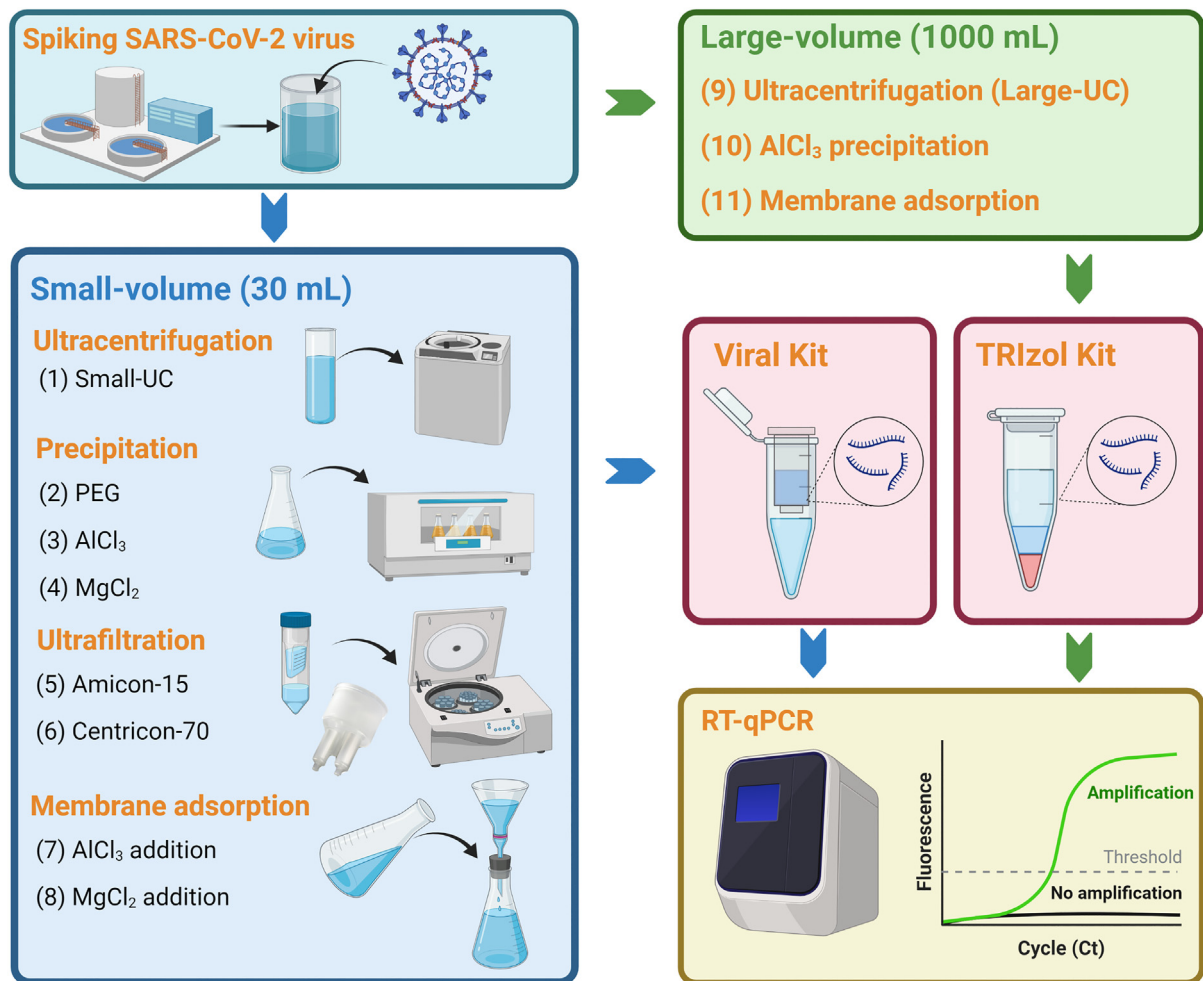 Spiking SARS-CoV-2 virus
Large-volume (1000 mL)
(9) Ultracentrifugation (Large-UC)
(10) AlCl₃ precipitation
(11) Membrane adsorption
Small-volume (30 mL)
Ultracentrifugation
(1) Small-UC
Precipitation
(2) PEG
(3) AlCl₃
(4) MgCl₂
Ultrafiltration
(5) Amicon-15
(6) Centricon-70
Membrane adsorption
(7) AlCl₃ addition
(8) MgCl₂ addition
Viral Kit
TRIzol Kit
RT-qPCR
Fluorescence
Amplification
Threshold
No amplification
Cycle (Ct)